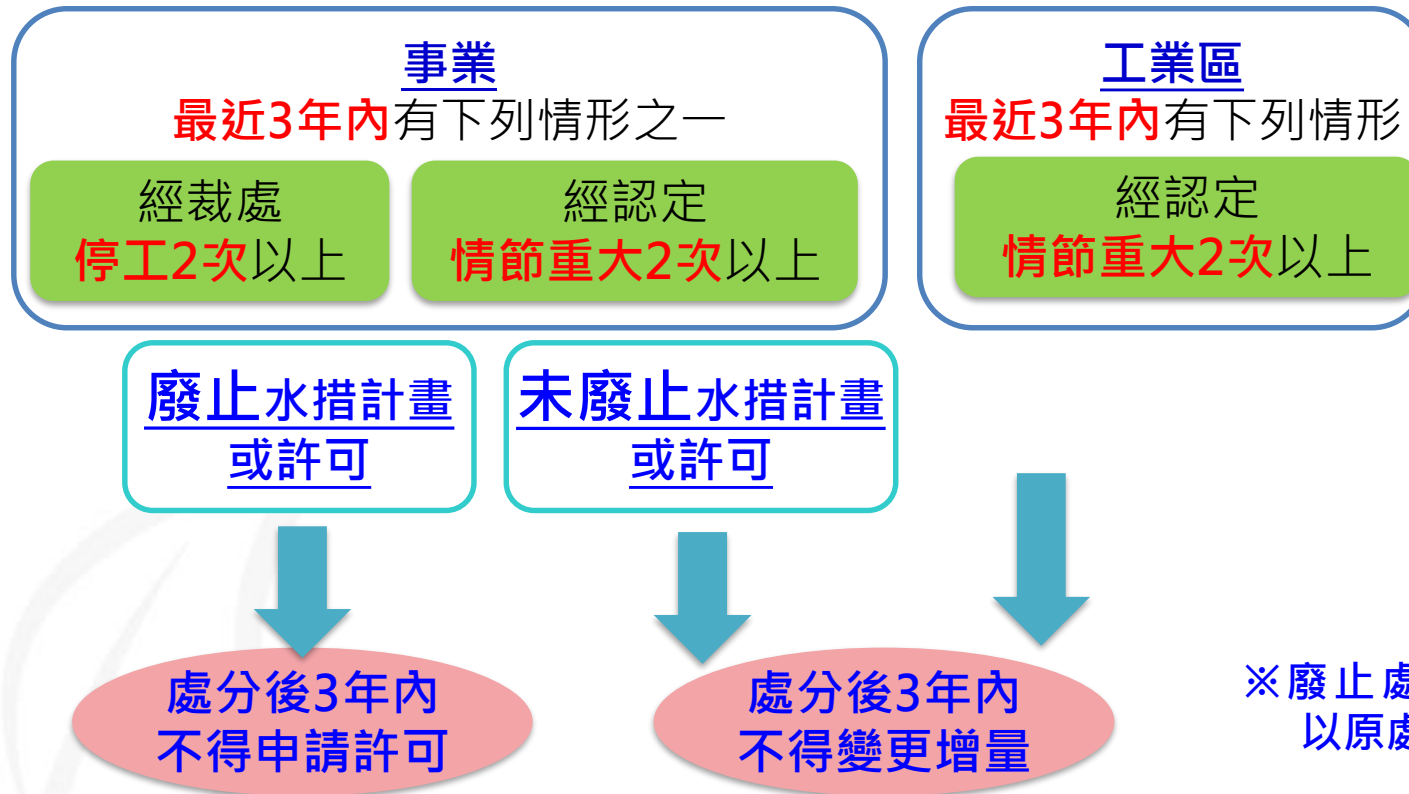 事業
最近3年內有下列情形之一
經裁處
停工2次以上
經認定
情節重大2次以上
工業區
最近3年內有下列情形
經認定
情節重大2次以上
廢止水措計畫
或許可
未廢止水措計畫
或許可
處分後3年內
不得申請許可
處分後3年內
不得變更增量
※廢止處
以原處